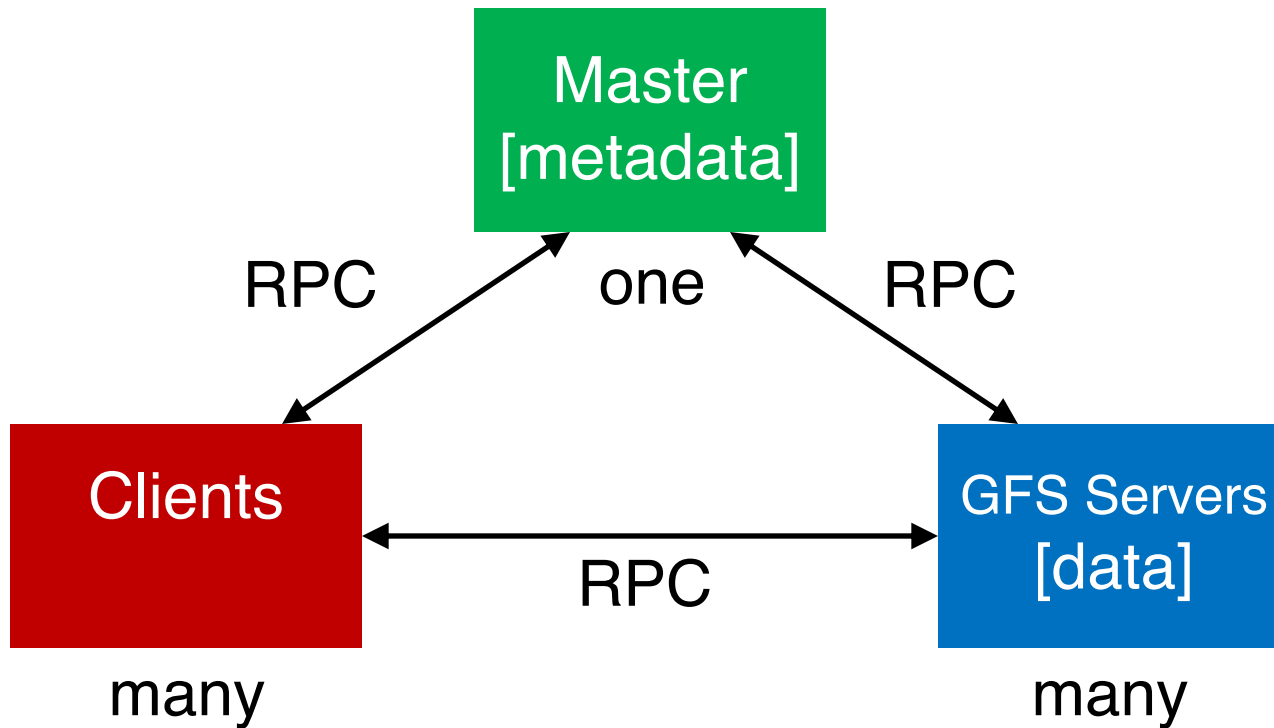 Master
[metadata]
RPC
one
RPC
Clients
GFS Servers
[data]
RPC
many
many